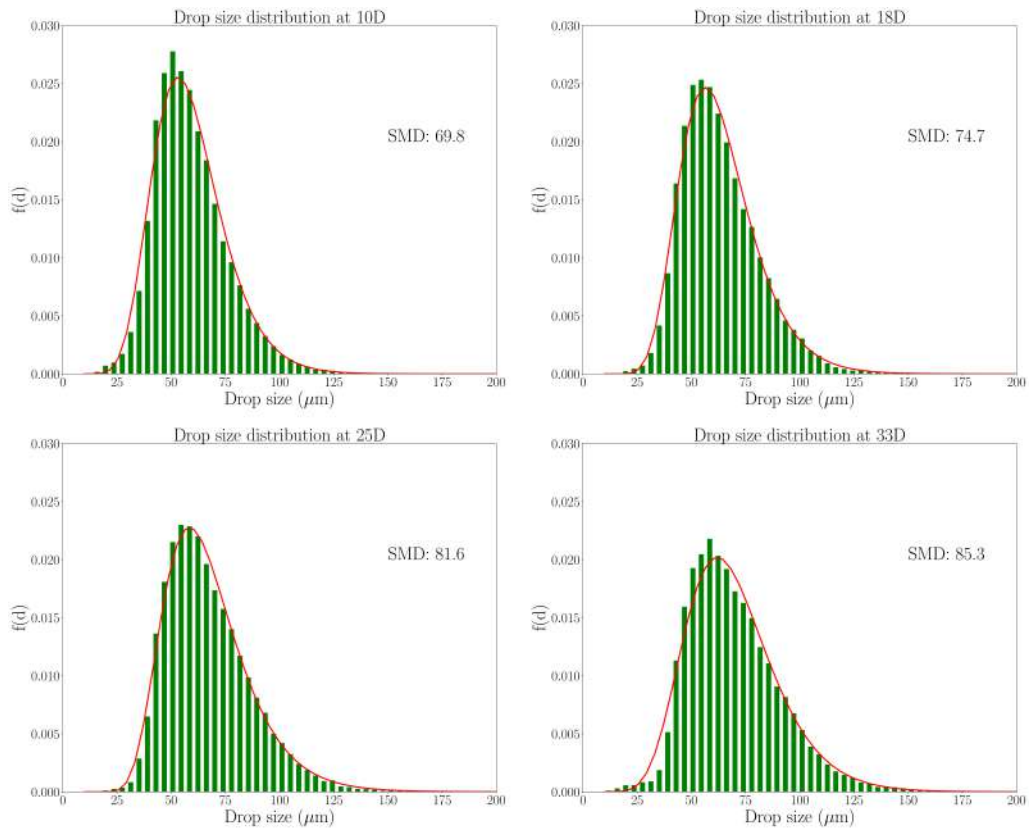 Drop size distribution at 10D
0.030
0.025
0.020
0.015
0.010
0.005
0.000
f(d)
SMD: 69.8
0 25 50 75 100 125 150 175 200
Drop size (μm)
Drop size distribution at 18D
0.030
0.025
0.020
0.015
0.010
0.005
0.000
f(d)
SMD: 74.7
0 25 50 75 100 125 150 175 200
Drop size (μm)
Drop size distribution at 25D
0.030
0.025
0.020
0.015
0.010
0.005
0.000
f(d)
SMD: 81.6
0 25 50 75 100 125 150 175 200
Drop size (μm)
Drop size distribution at 33D
0.030
0.025
0.020
0.015
0.010
0.005
0.000
f(d)
SMD: 85.3
0 25 50 75 100 125 150 175 200
Drop size (μm)